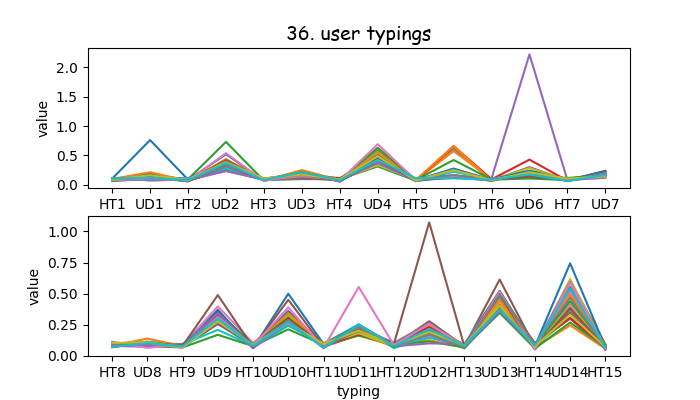 36. user typings
value
2.0
1.5
1.0
0.5
0.0
HT1 UD1 HT2 UD2 HT3 UD3 HT4 UD4 HT5 UD5 HT6 UD6 HT7 UD7
value
1.00
0.75
0.50
0.25
0.00
HT8 UD8 HT9 UD9 HT10 UD10 HT11 UD11 HT12 UD12 HT13 UD13 HT14 UD14 HT15
typing